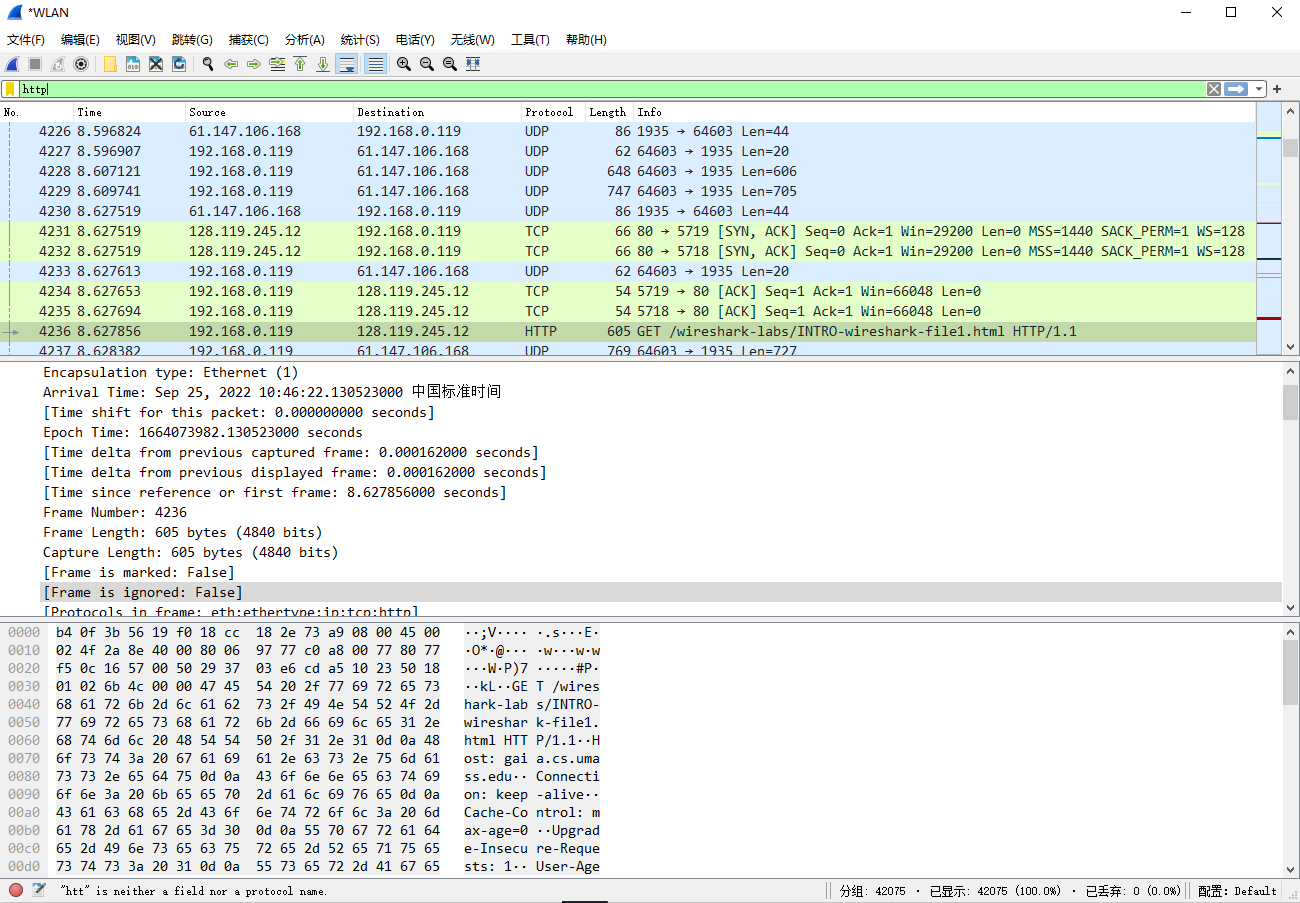 *WLAN
文件(F) 编辑(E) 视图(V) 跳转(G) 捕获(C) 分析(A) 统计(S) 电话(Y) 无线(W) 工具(T) 帮助(H)
http
No. Time Source Destination Protocol Length Info
4226 8.596824 61.147.106.168 192.168.0.119 UDP 86 1935 → 64603 Len=44
4227 8.596907 192.168.0.119 61.147.106.168 UDP 62 64603 → 1935 Len=20
4228 8.607121 192.168.0.119 61.147.106.168 UDP 648 64603 → 1935 Len=606
4229 8.609741 192.168.0.119 61.147.106.168 UDP 747 64603 → 1935 Len=705
4230 8.627519 61.147.106.168 192.168.0.119 UDP 86 1935 → 64603 Len=44
4231 8.627519 128.119.245.12 192.168.0.119 TCP 66 80 → 5719 [SYN, ACK] Seq=0 Ack=1 Win=29200 Len=0 MSS=1440 SACK_PERM=1 WS=128
4232 8.627519 128.119.245.12 192.168.0.119 TCP 66 80 → 5718 [SYN, ACK] Seq=0 Ack=1 Win=29200 Len=0 MSS=1440 SACK_PERM=1 WS=128
4233 8.627613 192.168.0.119 61.147.106.168 UDP 62 64603 → 1935 Len=20
4234 8.627653 192.168.0.119 128.119.245.12 TCP 54 5719 → 80 [ACK] Seq=1 Ack=1 Win=66048 Len=0
4235 8.627694 192.168.0.119 128.119.245.12 TCP 54 5718 → 80 [ACK] Seq=1 Ack=1 Win=66048 Len=0
4236 8.627856 192.168.0.119 128.119.245.12 HTTP 605 GET /wireshark-labs/INTRO-wireshark-file1.html HTTP/1.1
4237 8.628382 192.168.0.119 61.147.106.168 UDP 769 64603 → 1935 Len=727
Encapsulation type: Ethernet (1)
Arrival Time: Sep 25, 2022 10:46:22.130523000 中国标准时间
[Time shift for this packet: 0.000000000 seconds]
Epoch Time: 1664073982.130523000 seconds
[Time delta from previous captured frame: 0.000162000 seconds]
[Time delta from previous displayed frame: 0.000162000 seconds]
[Time since reference or first frame: 8.627856000 seconds]
Frame Number: 4236
Frame Length: 605 bytes (4840 bits)
Capture Length: 605 bytes (4840 bits)
[Frame is marked: False]
[Frame is ignored: False]
[Protocols in frame: eth:ethertype:ip:tcp:http]
0000 b4 0f 3b 56 19 f0 18 cc 18 2e 73 a9 08 00 45 00 ··;V···· ·.s···E·
0010 02 4f 2a 8e 40 00 80 06 97 77 c0 a8 00 77 80 77 ·O*·@··· ·w···w·w
0020 f5 0c 16 57 00 50 29 37 03 e6 cd a5 10 23 50 18 ···W·P)7 ·····#P·
0030 01 02 6b 4c 00 00 47 45 54 20 2f 77 69 72 65 73 ··kL··GE T /wires
0040 68 61 72 6b 2d 6c 61 62 73 2f 49 4e 54 52 4f 2d hark-lab s/INTRO-
0050 77 69 72 65 73 68 61 72 6b 2d 66 69 6c 65 31 2e wireshar k-file1.
0060 68 74 6d 6c 20 48 54 54 50 2f 31 2e 31 0d 0a 48 html HTT P/1.1··H
0070 6f 73 74 3a 20 67 61 69 61 2e 63 73 2e 75 6d 61 ost: gai a.cs.uma
0080 73 73 2e 65 64 75 0d 0a 43 6f 6e 6e 65 63 74 69 ss.edu·· Connecti
0090 6f 6e 3a 20 6b 65 65 70 2d 61 6c 69 76 65 0d 0a on: keep -alive··
00a0 43 61 63 68 65 2d 43 6f 6e 74 72 6f 6c 3a 20 6d Cache-Co ntrol: m
00b0 61 78 2d 61 67 65 3d 30 0d 0a 55 70 67 72 61 64 ax-age=0 ··Upgrad
00c0 65 2d 49 6e 73 65 63 75 72 65 2d 52 65 71 75 65 e-Insecu re-Reque
00d0 73 74 73 3a 20 31 0d 0a 55 73 65 72 2d 41 67 65 sts: 1·· User-Age
"htt" is neither a field nor a protocol name. 分组: 42075 · 已显示: 42075 (100.0%) · 已丢弃: 0 (0.0%) 配置: Default